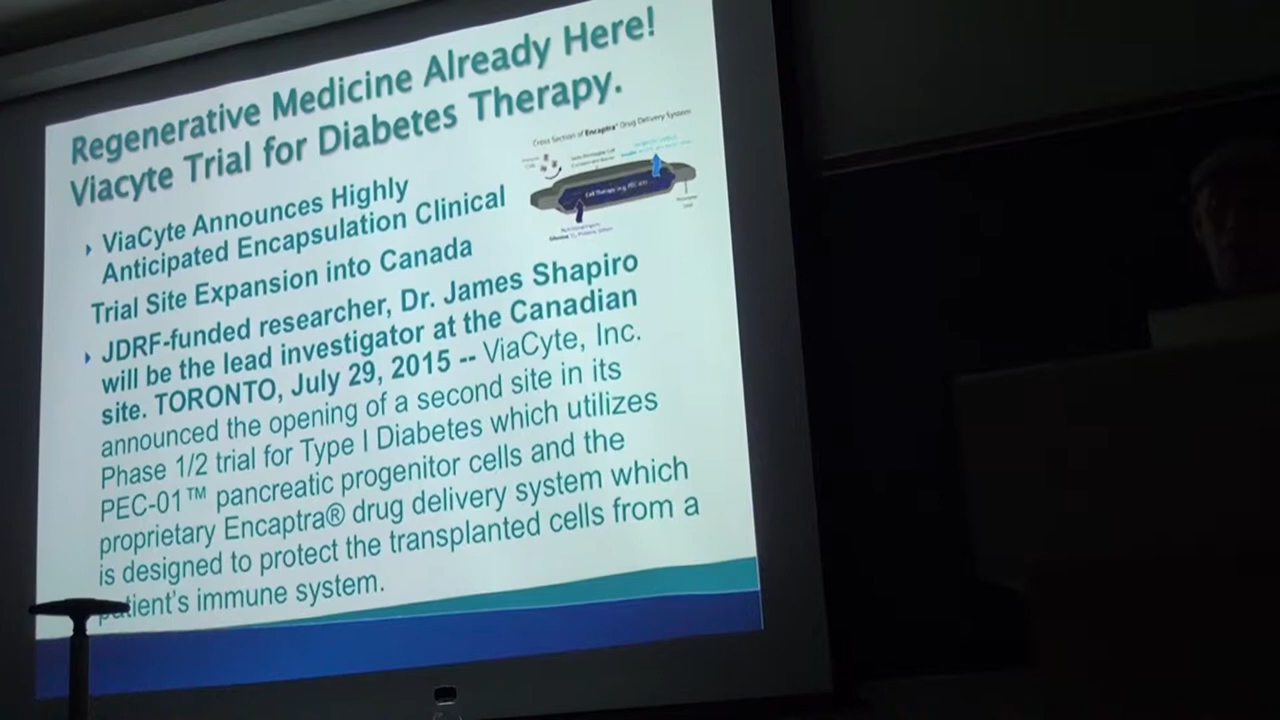 Regenerative Medicine Already Here!
Viacyte Trial for Diabetes Therapy.
Cross Section of Encaptra® Drug Delivery System
Cell Therapy (e.g. PEC-01)
ViaCyte Announces Highly
Anticipated Encapsulation Clinical
Trial Site Expansion into Canada
JDRF-funded researcher, Dr. James Shapiro
will be the lead investigator at the Canadian
site. TORONTO, July 29, 2015 -- ViaCyte, Inc.
announced the opening of a second site in its
Phase 1/2 trial for Type I Diabetes which utilizes
PEC-01™ pancreatic progenitor cells and the
proprietary Encaptra® drug delivery system which
is designed to protect the transplanted cells from a
patient's immune system.